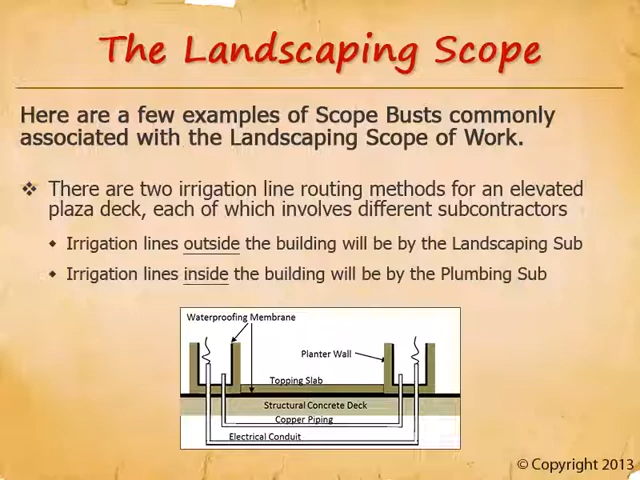 The Landscaping Scope
Here are a few examples of Scope Busts commonly
associated with the Landscaping Scope of Work.
❖ There are two irrigation line routing methods for an elevated
plaza deck, each of which involves different subcontractors
◆ Irrigation lines outside the building will be by the Landscaping Sub
◆ Irrigation lines inside the building will be by the Plumbing Sub
Waterproofing Membrane
Planter Wall
Topping Slab
Structural Concrete Deck
Copper Piping
Electrical Conduit
© Copyright 2013